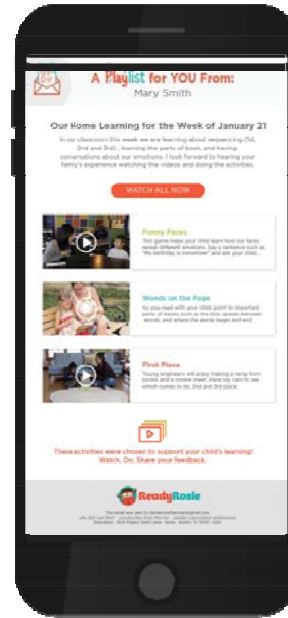 A Playlist for YOU From:
Mary Smith
Our Home Learning for the Week of January 21
In our classroom this week we are learning about sequencing (1st,
2nd and 3rd)., learning the parts of book, and having
conversations about our emotions. I look forward to hearing your
family's experience watching the videos and doing the activities.
WATCH ALL NOW
Funny Faces
This game helps your child learn how our faces
reveal different emotions. Say a sentence such as
"My birthday is tomorrow!" and ask your child...
Words on the Page
As you read with your child point to important
parts of books such as the title, spaces between
words, and where the words begin and end.
First Place
Young engineers will enjoy making a ramp from
books and a cookie sheet. Race toy cars to see
which comes in 1st, 2nd and 3rd place.
These activities were chosen to support your child's learning!
Watch. Do. Share your feedback.
ReadyRosie